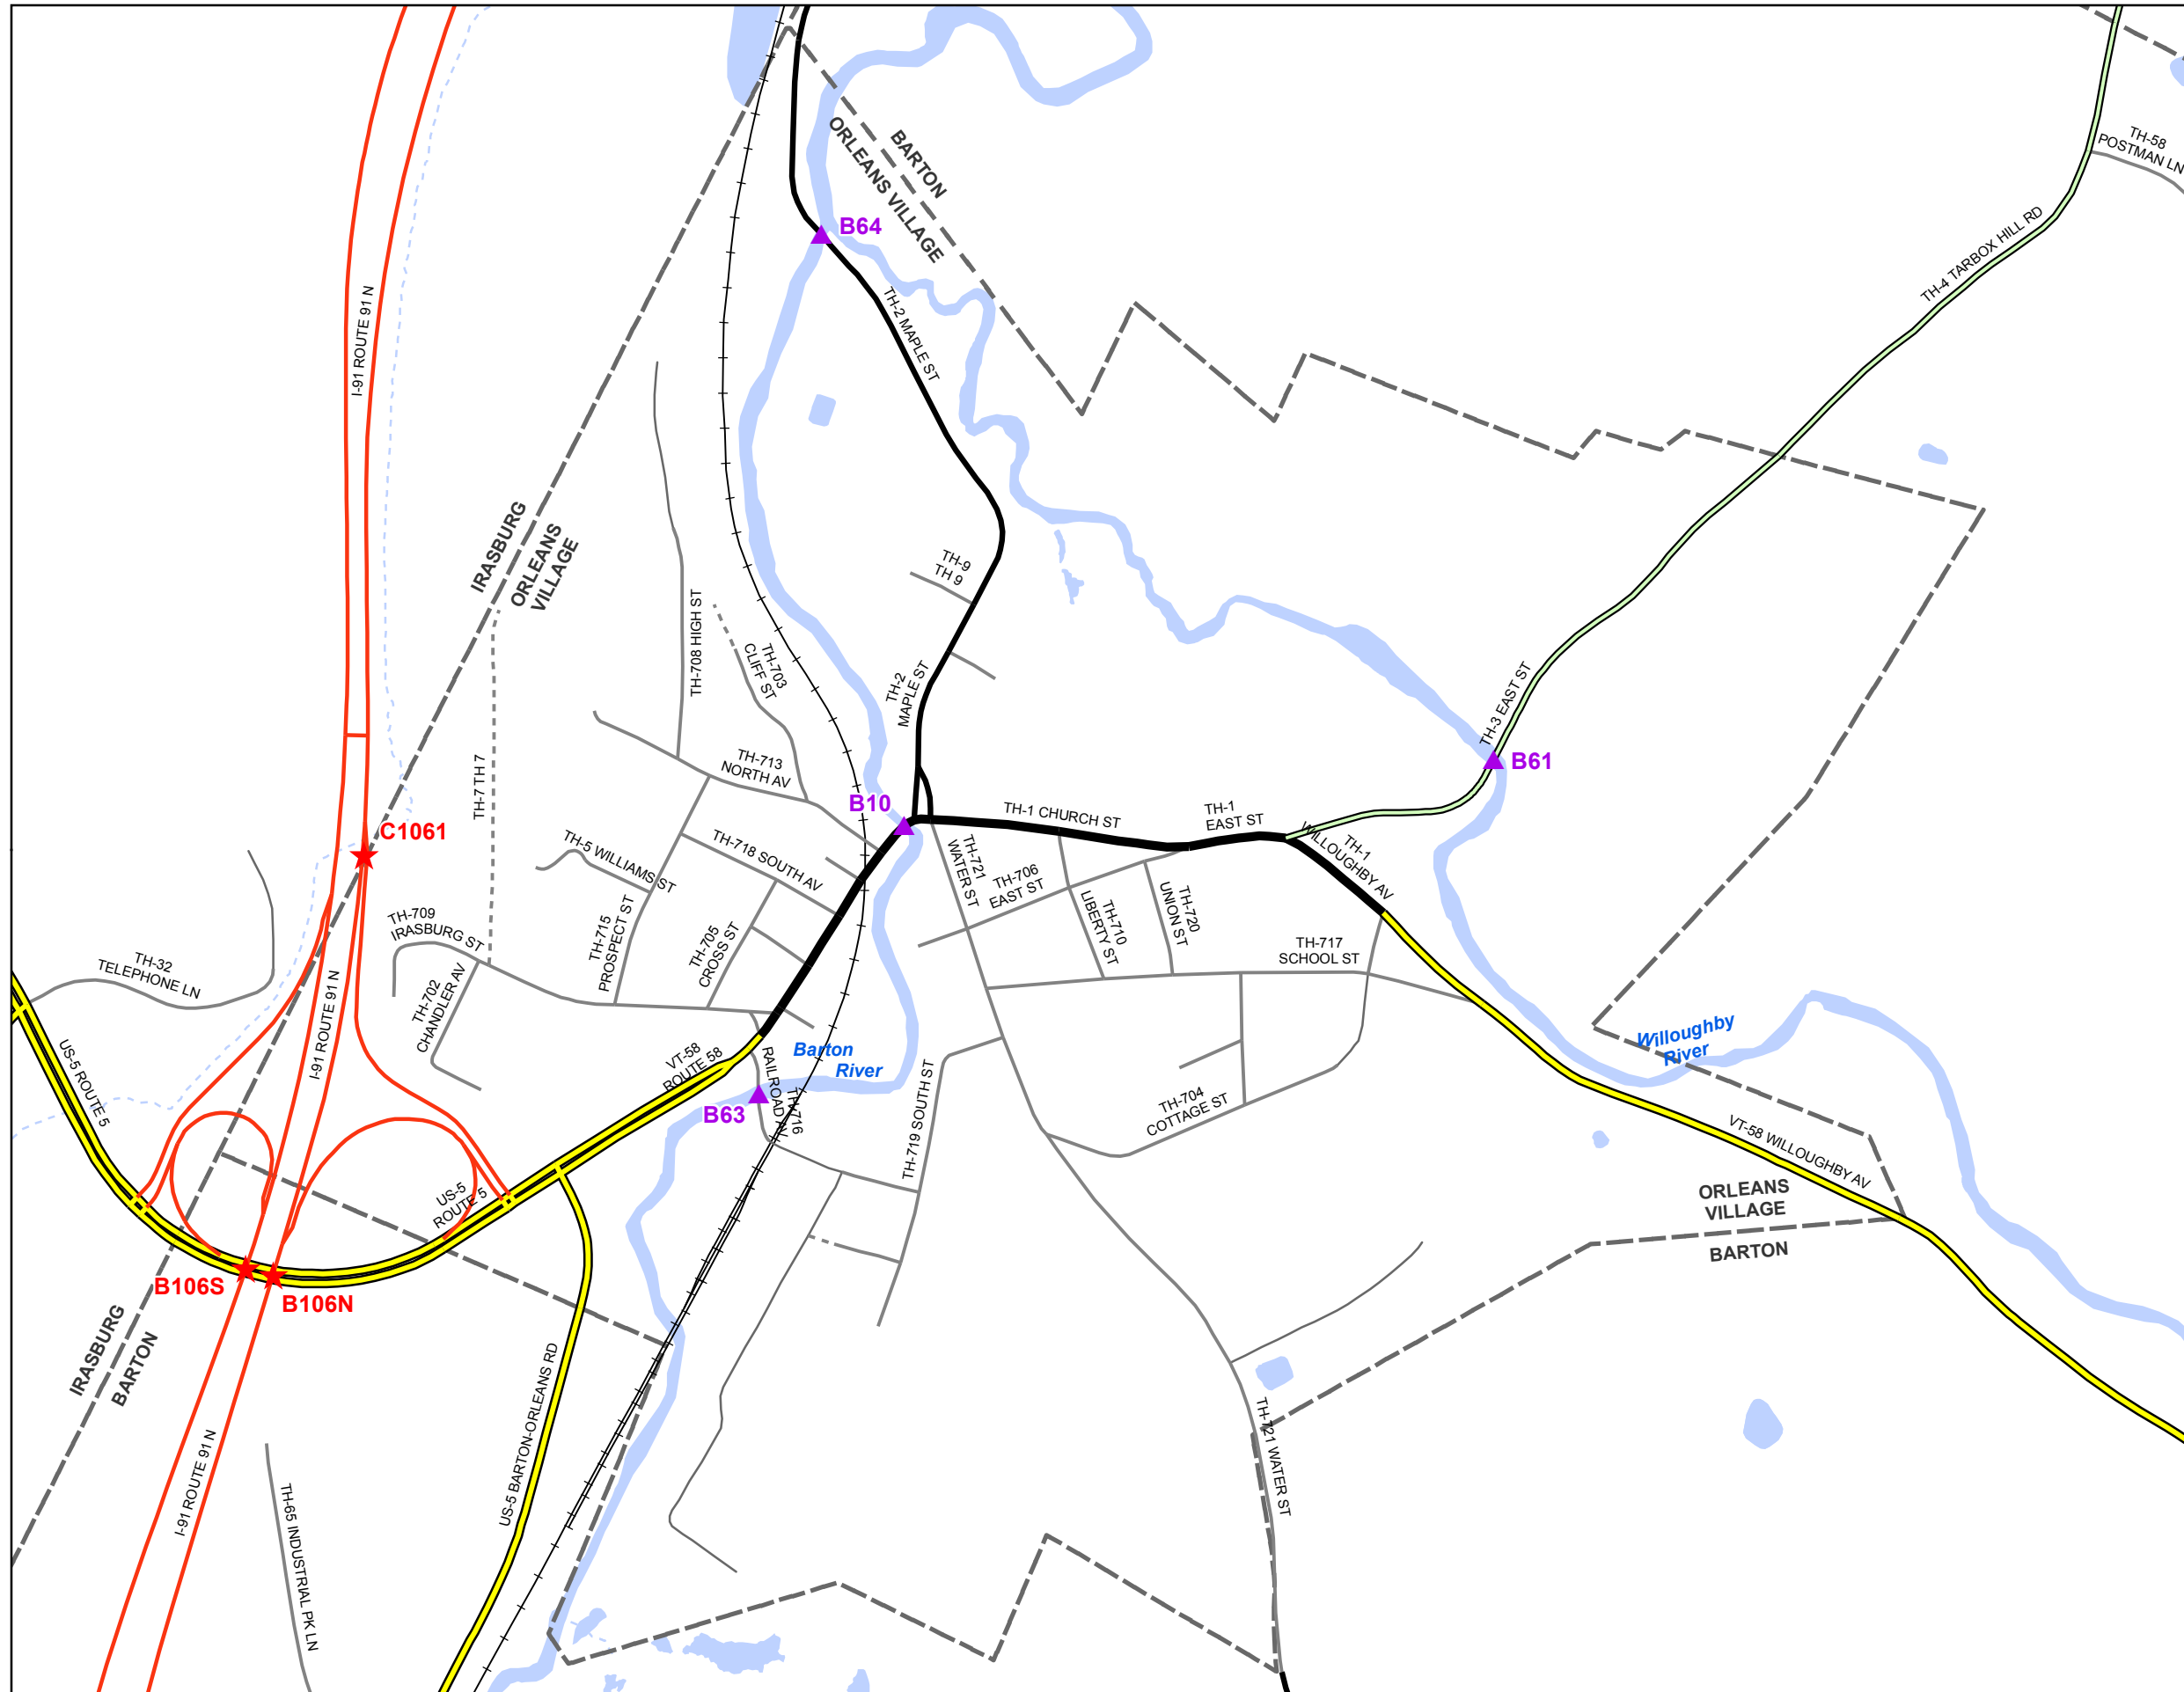 BARTON
ORLEANS VILLAGE
TH-58
POSTMAN LN
B64
TH-4 TARBOX HILL RD
I-91 ROUTE 91 N
TH-2 MAPLE ST
IRASBURG
ORLEANS
VILLAGE
TH-9
TH 9
TH-708 HIGH ST
TH-703
CLIFF ST
TH-2
MAPLE ST
TH-3 EAST ST
B61
TH-713
NORTH AV
TH-7 TH 7
B10
TH-1 CHURCH ST
TH-1
EAST ST
TH-1
WILLOUGHBY AV
C1061
TH-5 WILLIAMS ST
TH-718 SOUTH AV
TH-721
WATER ST
TH-706
EAST ST
TH-710
LIBERTY ST
TH-720
UNION ST
TH-709
IRASBURG ST
TH-715
PROSPECT ST
TH-705
CROSS ST
TH-717
SCHOOL ST
TH-32
TELEPHONE LN
TH-702
CHANDLER AV
I-91 ROUTE 91 N
US-5 ROUTE 5
VT-58
ROUTE 58
Barton
River
Willoughby
River
TH-716
RAILROAD AV
B63
TH-719 SOUTH ST
TH-704
COTTAGE ST
VT-58 WILLOUGHBY AV
US-5
ROUTE 5
ORLEANS
VILLAGE
BARTON
B106S
B106N
IRASBURG
BARTON
US-5 BARTON-ORLEANS RD
TH-721 WATER ST
I-91 ROUTE 91 N
TH-65 INDUSTRIAL PK LN